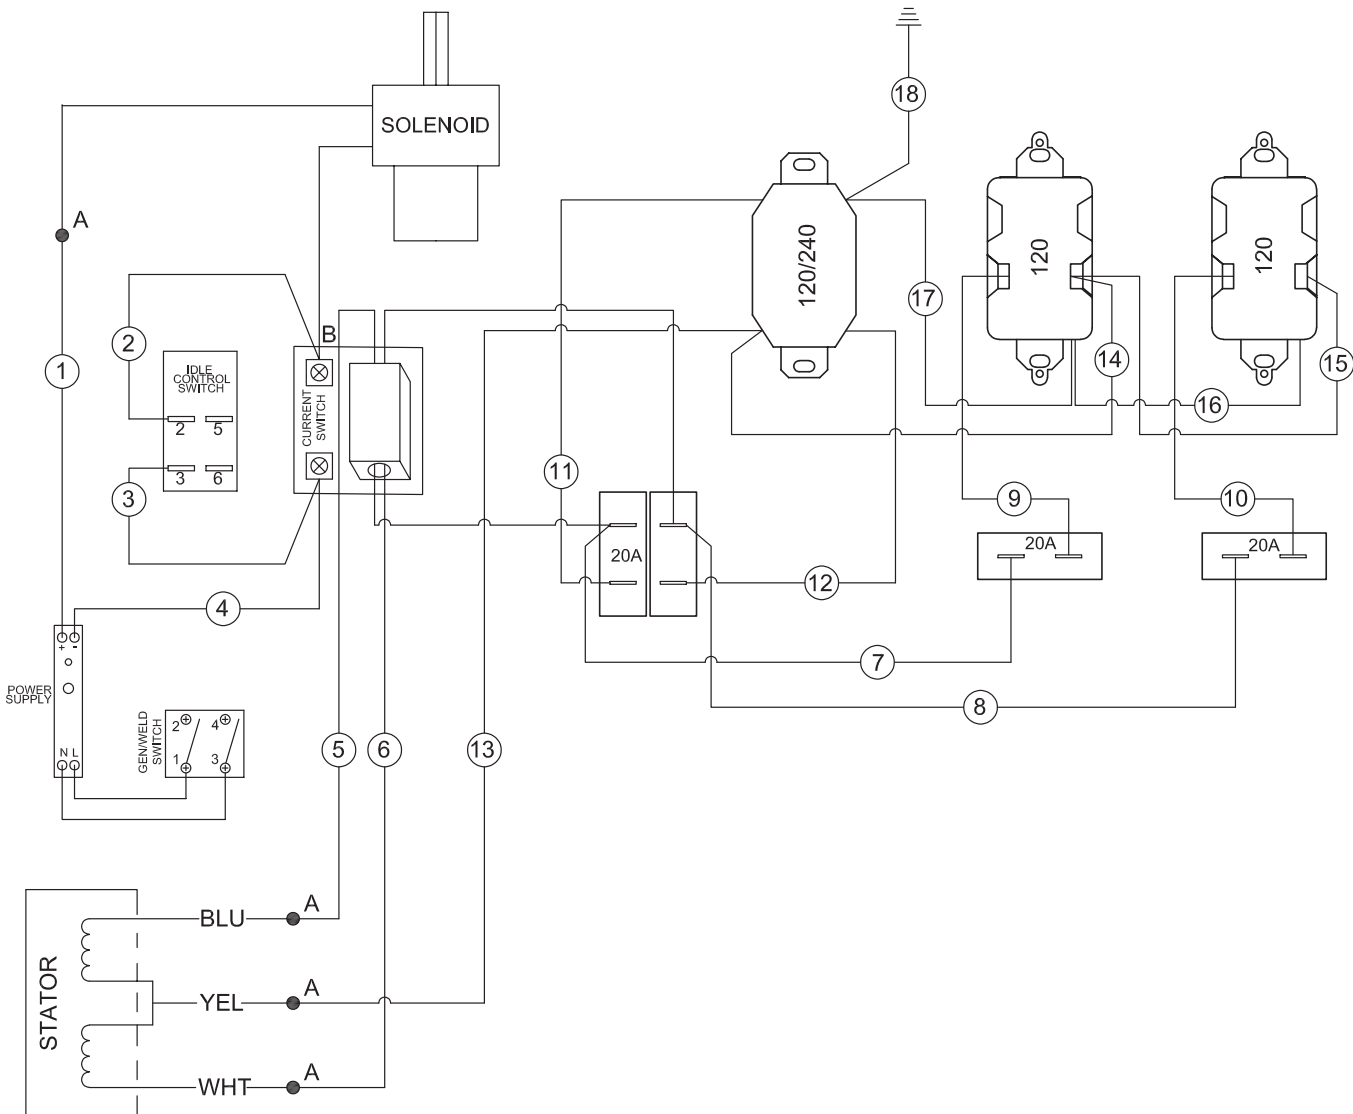 18
SOLENOID
A
120/240
120
120
17
2
B
1
IDLE
CONTROL
SWITCH
2 5
3 6
CURRENT
SWITCH
14
15
16
3
11
9
10
20A
20A
20A
12
4
+ -
7
POWER
SUPPLY
8
GEN/WELD
SWITCH
2 4
1 3
N L
5
6
13
STATOR
BLU
A
YEL
A
WHT
A